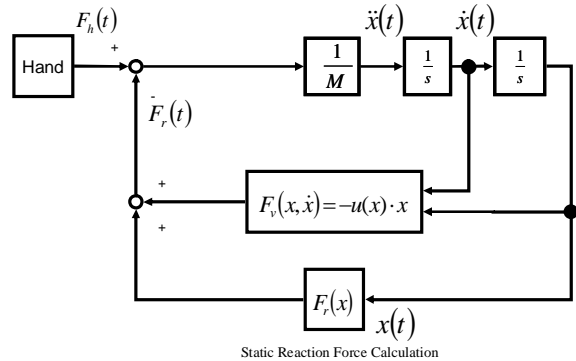 F_h(t)
ẍ(t)
ẋ(t)
+
Hand
1/M
1/s
1/s
-
F_r(t)
+
F_v(x, ẋ) = −u(x)·x
+
F_r(x)
x(t)
Static Reaction Force Calculation